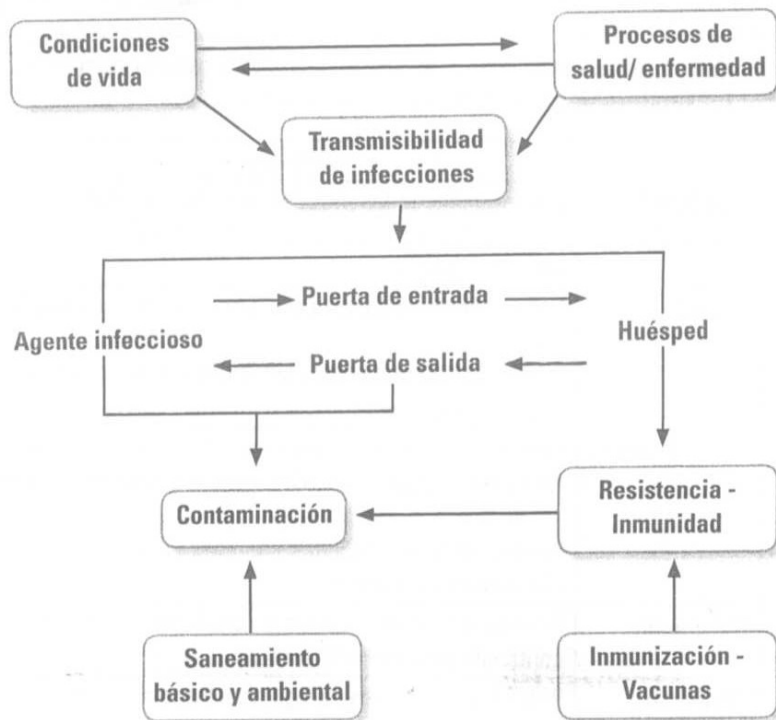 Condiciones
de vida
Procesos de
salud/ enfermedad
Transmisibilidad
de infecciones
Puerta de entrada
Agente infeccioso
Huésped
Puerta de salida
Contaminación
Resistencia -
Inmunidad
Saneamiento
básico y ambiental
Inmunización -
Vacunas